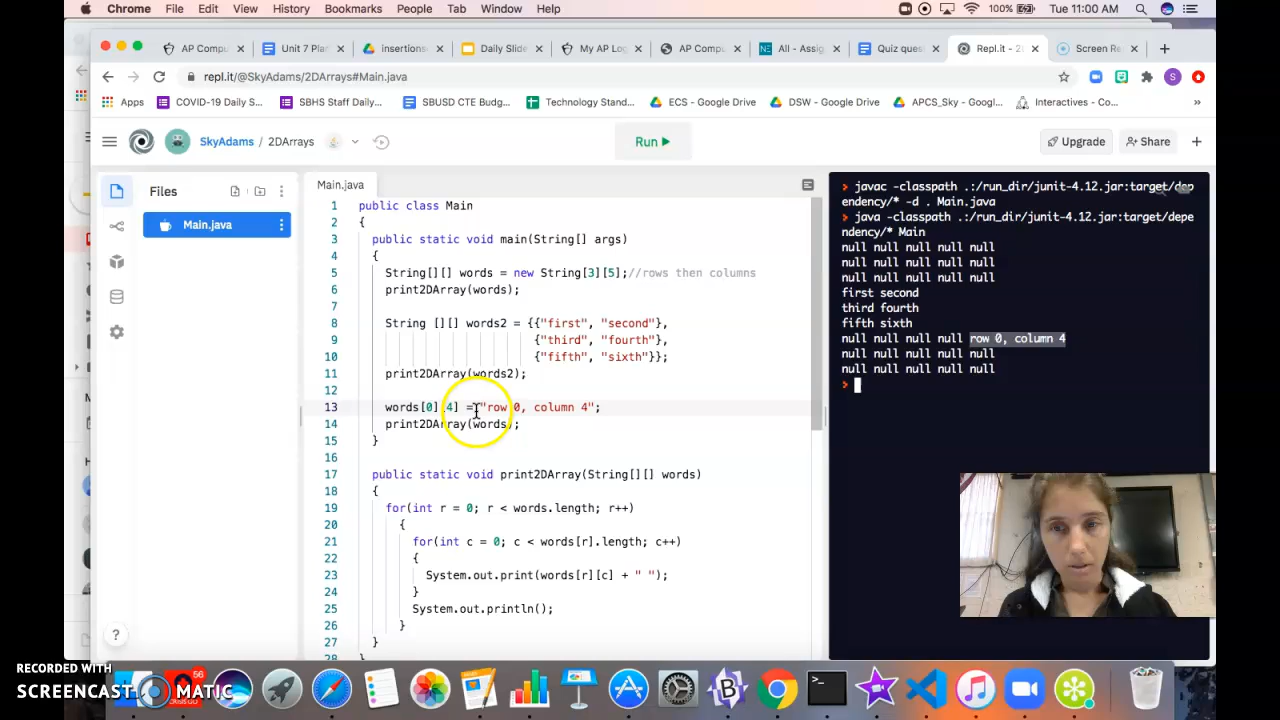 Chrome File Edit View History Bookmarks People Tab Window Help 100% Tue 11:00 AM
AP Compu Unit 7 Plan insertions Daily Slide My AP Log AP Compu All - Assig Quiz ques Repl.it - 2 Screen Re
repl.it/@SkyAdams/2DArrays#Main.java S
Apps COVID-19 Daily S... SBHS Staff Daily... SBUSD CTE Budg... Technology Stand... ECS - Google Drive DSW - Google Drive APCS_Sky - Googl... Interactives - Co... »
SkyAdams / 2DArrays Run Upgrade Share
Files
Main.java
Main.java
1 public class Main
2 {
3 public static void main(String[] args)
4 {
5 String[][] words = new String[3][5];//rows then columns
6 print2DArray(words);
7
8 String [][] words2 = {{"first", "second"},
9 {"third", "fourth"},
10 {"fifth", "sixth"}};
11 print2DArray(words2);
12
13 words[0][4] = "row 0, column 4";
14 print2DArray(words);
15 }
16
17 public static void print2DArray(String[][] words)
18 {
19 for(int r = 0; r < words.length; r++)
20 {
21 for(int c = 0; c < words[r].length; c++)
22 {
23 System.out.print(words[r][c] + " ");
24 }
25 System.out.println();
26 }
27 }
28
> javac -classpath .:/run_dir/junit-4.12.jar:target/dep
endency/* -d . Main.java
> java -classpath .:/run_dir/junit-4.12.jar:target/depe
ndency/* Main
null null null null null
null null null null null
null null null null null
first second
third fourth
fifth sixth
null null null null row 0, column 4
null null null null null
null null null null null
>
?
RECORDED WITH
SCREENCAST MATIC
56